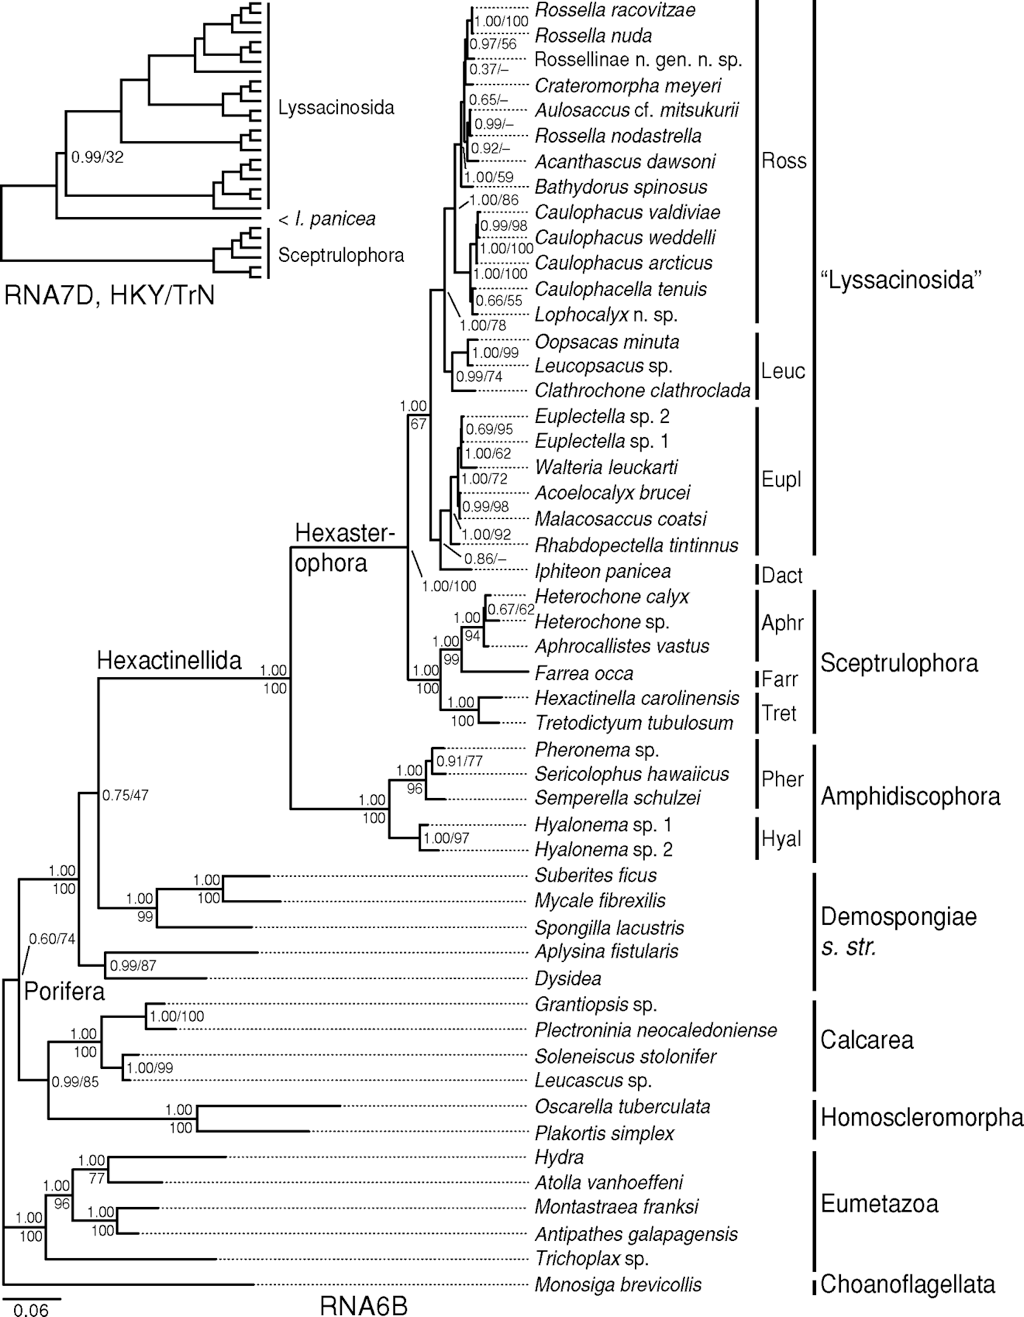 Lyssacinosida
0.99/32
< I. panicea
Sceptrulophora
RNA7D, HKY/TrN
Rossella racovitzae
1.00/100
Rossella nuda
0.97/56
Rossellinae n. gen. n. sp.
0.37/–
Crateromorpha meyeri
0.65/–
Aulosaccus cf. mitsukurii
0.99/–
Rossella nodastrella
0.92/–
Acanthascus dawsoni
1.00/59
Bathydorus spinosus
1.00/86
Caulophacus valdiviae
0.99/98
Caulophacus weddelli
1.00/100
Caulophacus arcticus
1.00/100
Caulophacella tenuis
0.66/55
Lophocalyx n. sp.
1.00/78
Ross
"Lyssacinosida"
Oopsacas minuta
1.00/99
Leucopsacus sp.
0.99/74
Clathrochone clathroclada
Leuc
1.00
67
Euplectella sp. 2
0.69/95
Euplectella sp. 1
1.00/62
Walteria leuckarti
1.00/72
Acoelocalyx brucei
0.99/98
Malacosaccus coatsi
1.00/92
Rhabdopectella tintinnus
0.86/–
Eupl
Iphiteon panicea
Dact
Hexaster-
ophora
1.00/100
Heterochone calyx
0.67/62
Heterochone sp.
1.00
94
Aphrocallistes vastus
Aphr
1.00
99
Farrea occa
Farr
1.00
100
Hexactinella carolinensis
1.00
100
Tretodictyum tubulosum
Tret
Sceptrulophora
Hexactinellida
1.00
100
Pheronema sp.
0.91/77
Sericolophus hawaiicus
1.00
96
Semperella schulzei
Pher
1.00
100
Hyalonema sp. 1
1.00/97
Hyalonema sp. 2
Hyal
Amphidiscophora
0.75/47
Suberites ficus
1.00
100
Mycale fibrexilis
1.00
99
Spongilla lacustris
1.00
100
Aplysina fistularis
0.99/87
Dysidea
Demospongiae
s. str.
0.60/74
Porifera
Grantiopsis sp.
1.00/100
Plectroninia neocaledoniense
1.00
100
Soleneiscus stolonifer
1.00/99
Leucascus sp.
Calcarea
0.99/85
Oscarella tuberculata
1.00
100
Plakortis simplex
Homoscleromorpha
Hydra
1.00
77
Atolla vanhoeffeni
1.00
96
Montastraea franksi
1.00
100
Antipathes galapagensis
1.00
100
Trichoplax sp.
Eumetazoa
Monosiga brevicollis
Choanoflagellata
0.06
RNA6B